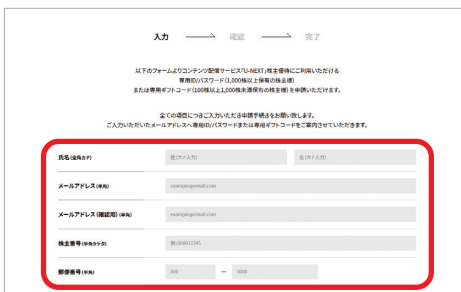 入力 → 確認 → 完了
以下のフォームよりコンテンツ配信サービス「U-NEXT」株主優待にご利用いただける
専用ID/パスワード（1,000株以上保有の株主様）
または専用ギフトコード（100株以上1,000株未満保有の株主様）を申請いただけます。
全ての項目につきご入力いただき申請手続きをお願い致します。
ご入力いただいたメールアドレスへ専用ID/パスワードまたは専用ギフトコードをご案内させていただきます。
氏名(全角カナ) 姓(カナ入力) 名(カナ入力)
メールアドレス(半角) example@email.com
メールアドレス(確認用)(半角) example@email.com
株主番号(半角9ケタ) 例:000012345
郵便番号(半角) 000 ー 0000